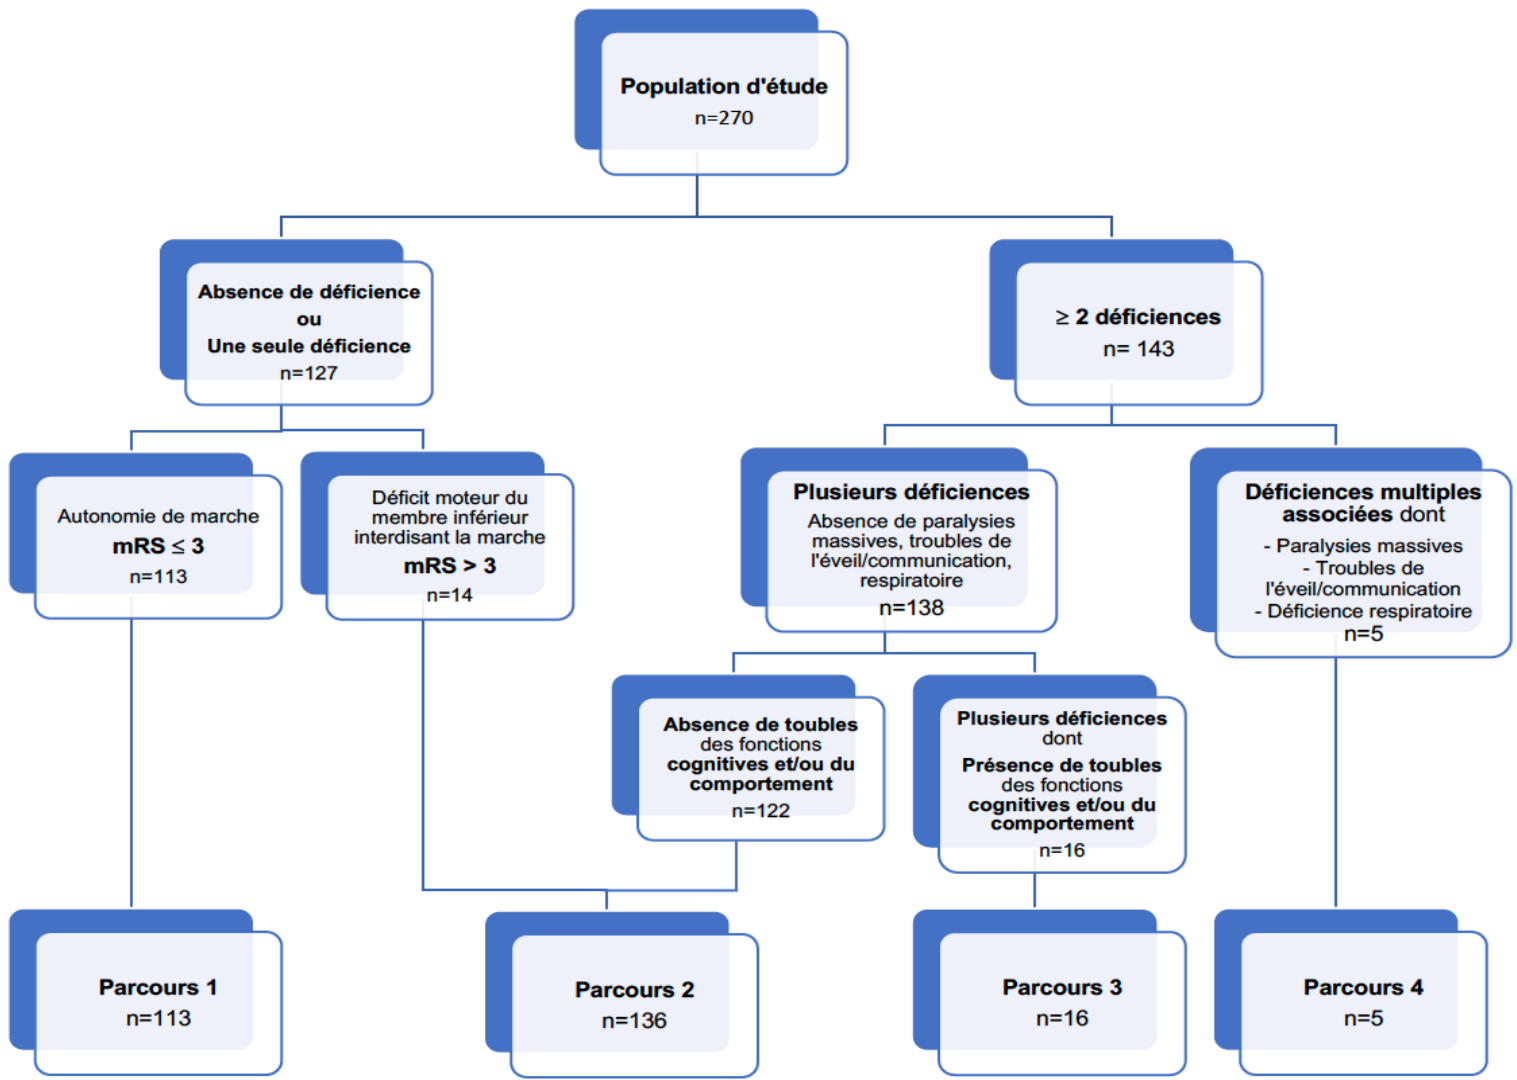 Population d'étude
n=270
Absence de déficience
ou
Une seule déficience
n=127
≥ 2 déficiences
n= 143
Autonomie de marche
mRS ≤ 3
n=113
Déficit moteur du
membre inférieur
interdisant la marche
mRS > 3
n=14
Plusieurs déficiences
Absence de paralysies
massives, troubles de
l'éveil/communication,
respiratoire
n=138
Déficiences multiples
associées dont
- Paralysies massives
- Troubles de
l'éveil/communication
- Déficience respiratoire
n=5
Absence de toubles
des fonctions
cognitives et/ou du
comportement
n=122
Plusieurs déficiences
dont
Présence de toubles
des fonctions
cognitives et/ou du
comportement
n=16
Parcours 1
n=113
Parcours 2
n=136
Parcours 3
n=16
Parcours 4
n=5